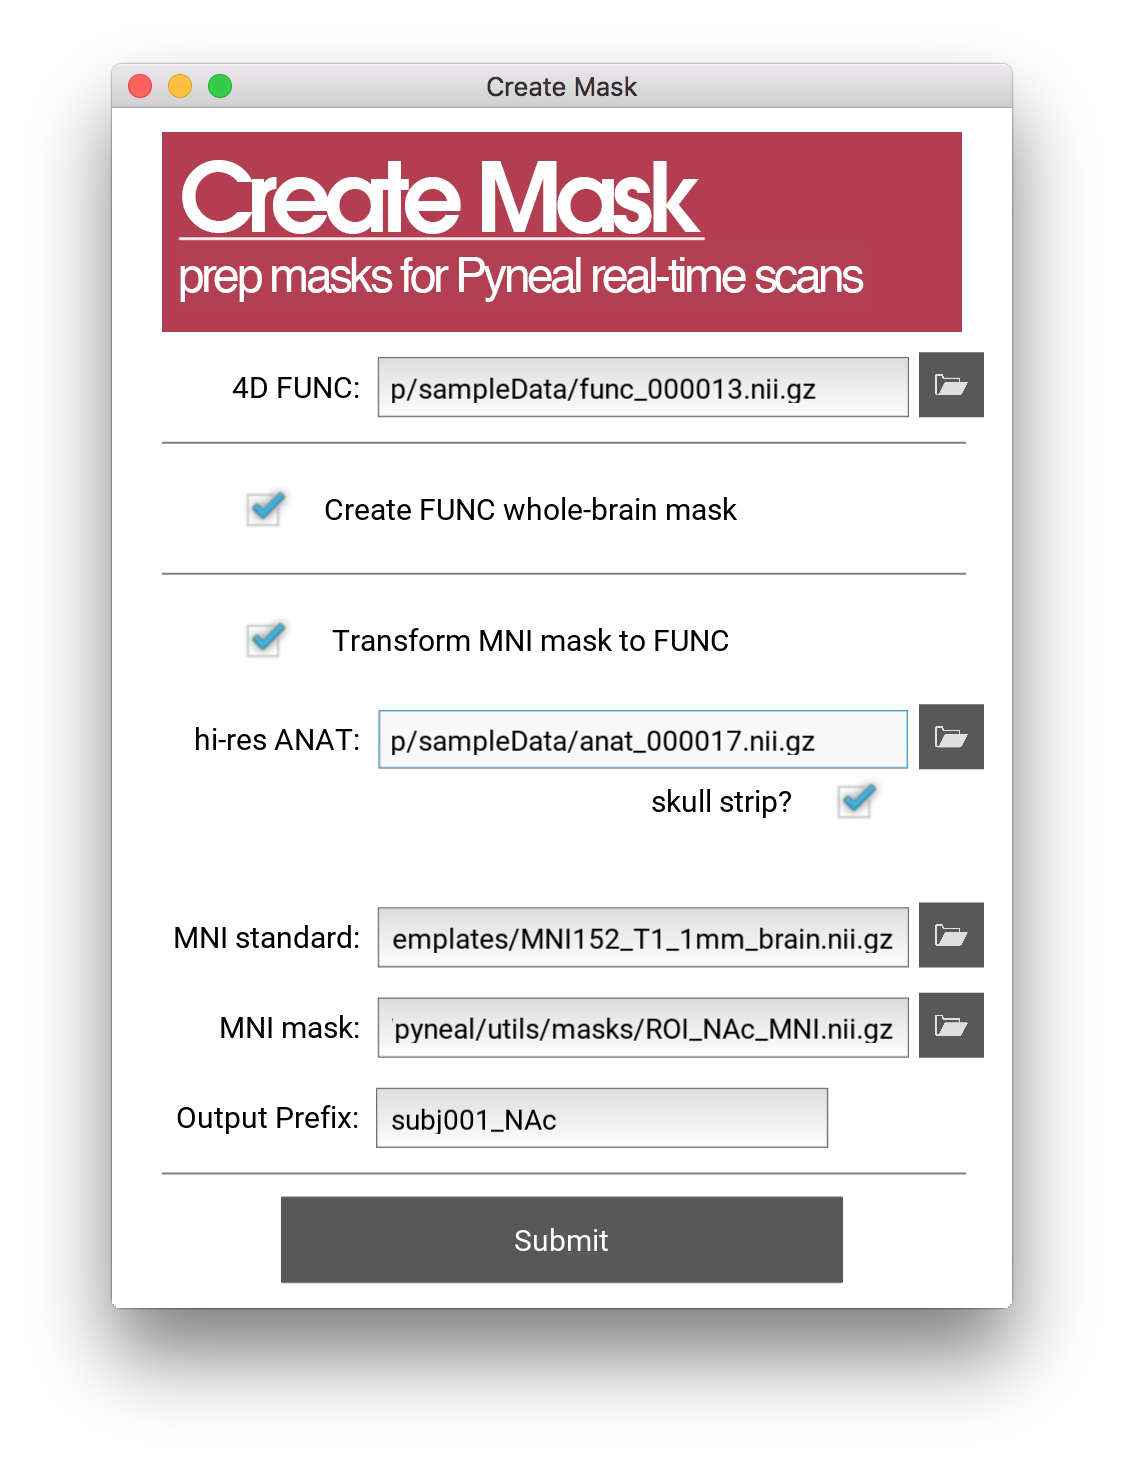 Create Mask
Create Mask
prep masks for Pyneal real-time scans
4D FUNC: p/sampleData/func_000013.nii.gz
Create FUNC whole-brain mask
Transform MNI mask to FUNC
hi-res ANAT: p/sampleData/anat_000017.nii.gz
skull strip?
MNI standard: emplates/MNI152_T1_1mm_brain.nii.gz
MNI mask: /pyneal/utils/masks/ROI_NAc_MNI.nii.gz
Output Prefix: subj001_NAc
Submit